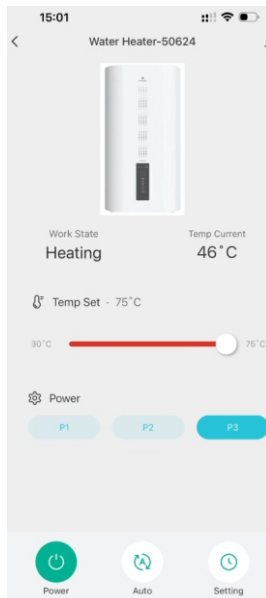 15:01
Water Heater-50624
Work State
Temp Current
Heating
46°C
Temp Set · 75°C
30°C
75°C
Power
P1
P2
P3
Power
Auto
Setting